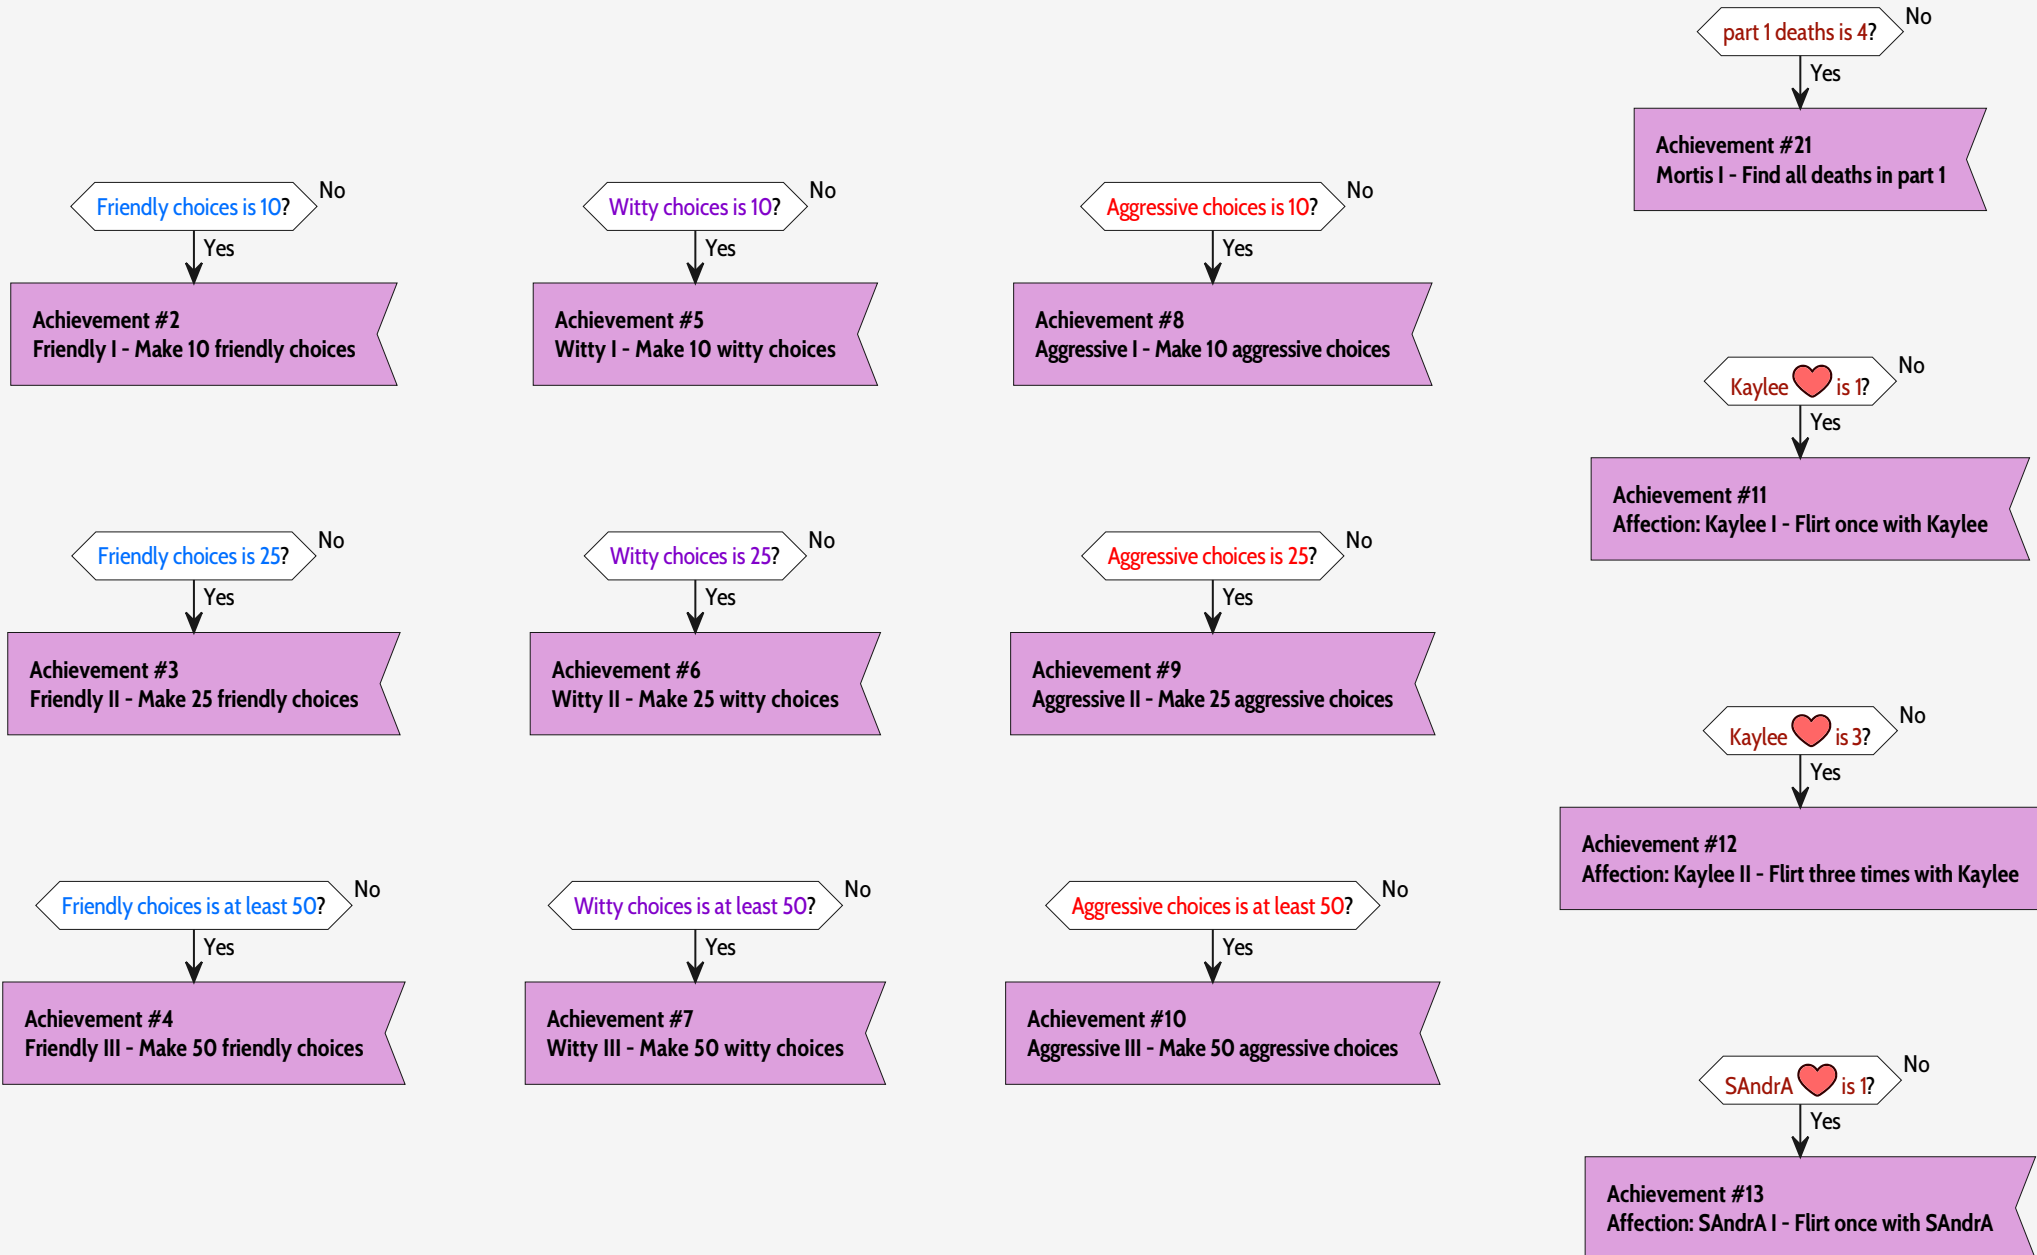 part 1 deaths is 4?
No
Yes
Achievement #21
Mortis I - Find all deaths in part 1
Friendly choices is 10?
No
Yes
Achievement #2
Friendly I - Make 10 friendly choices
Witty choices is 10?
No
Yes
Achievement #5
Witty I - Make 10 witty choices
Aggressive choices is 10?
No
Yes
Achievement #8
Aggressive I - Make 10 aggressive choices
Kaylee is 1?
No
Yes
Achievement #11
Affection: Kaylee I - Flirt once with Kaylee
Friendly choices is 25?
No
Yes
Achievement #3
Friendly II - Make 25 friendly choices
Witty choices is 25?
No
Yes
Achievement #6
Witty II - Make 25 witty choices
Aggressive choices is 25?
No
Yes
Achievement #9
Aggressive II - Make 25 aggressive choices
Kaylee is 3?
No
Yes
Achievement #12
Affection: Kaylee II - Flirt three times with Kaylee
Friendly choices is at least 50?
No
Yes
Achievement #4
Friendly III - Make 50 friendly choices
Witty choices is at least 50?
No
Yes
Achievement #7
Witty III - Make 50 witty choices
Aggressive choices is at least 50?
No
Yes
Achievement #10
Aggressive III - Make 50 aggressive choices
SAndrA is 1?
No
Yes
Achievement #13
Affection: SAndrA I - Flirt once with SAndrA